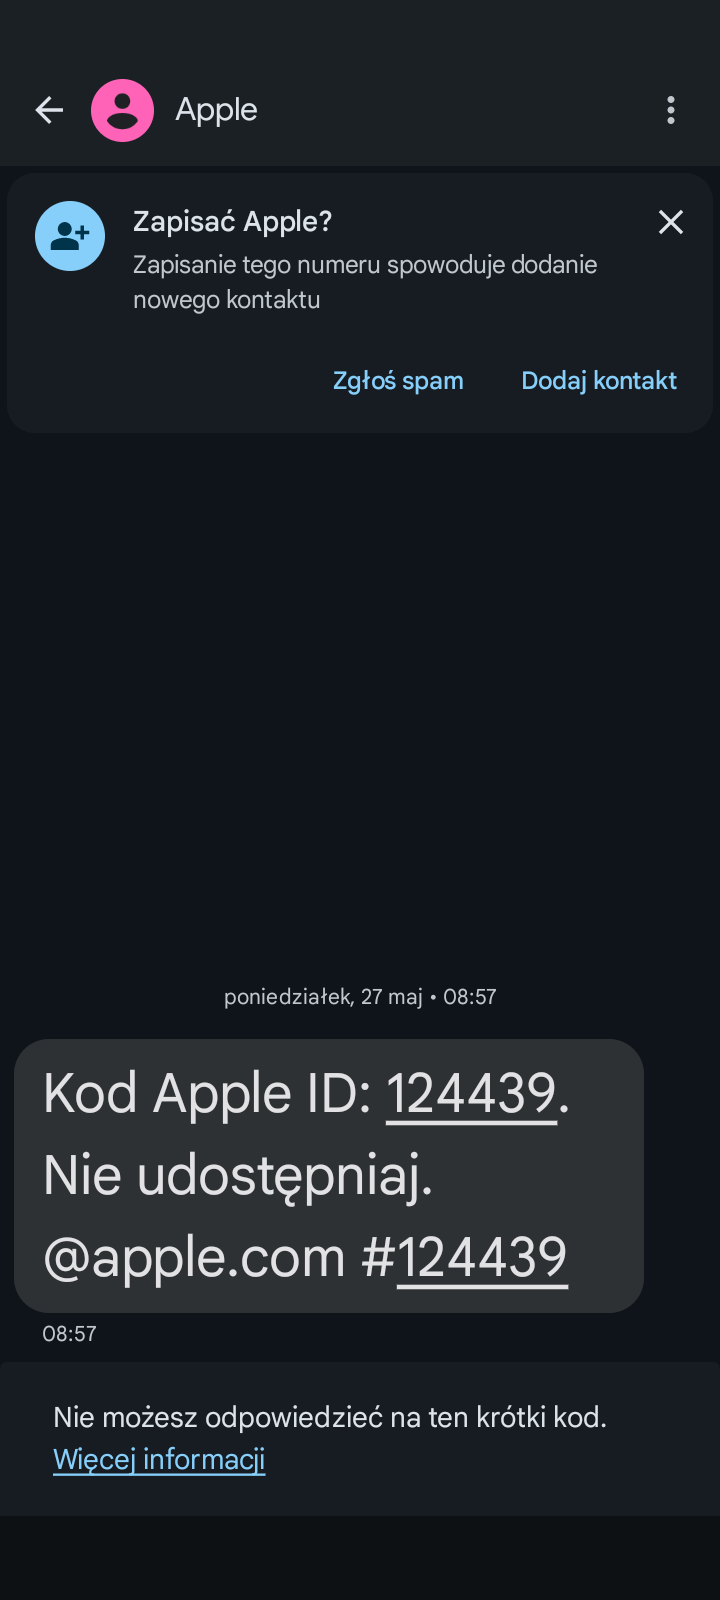 Apple
Zapisać Apple?
Zapisanie tego numeru spowoduje dodanie
nowego kontaktu
Zgłoś spam Dodaj kontakt
poniedziałek, 27 maj • 08:57
Kod Apple ID: 124439.
Nie udostępniaj.
@apple.com #124439
08:57
Nie możesz odpowiedzieć na ten krótki kod.
Więcej informacji